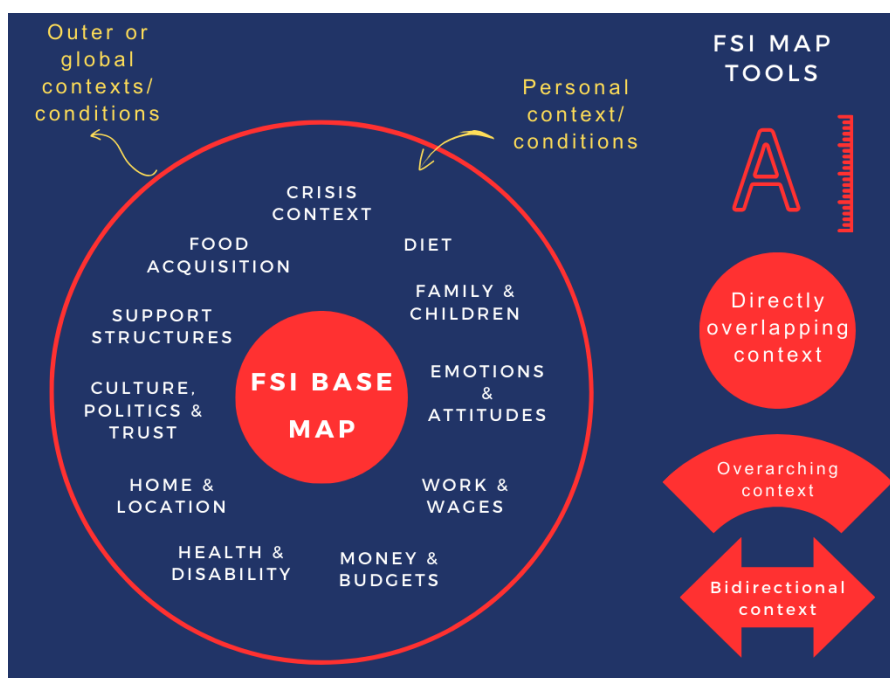 Outer or
global
contexts/
conditions
Personal
context/
conditions
CRISIS
CONTEXT
DIET
FAMILY &
CHILDREN
EMOTIONS
&
ATTITUDES
WORK &
WAGES
MONEY &
BUDGETS
HEALTH &
DISABILITY
HOME &
LOCATION
CULTURE,
POLITICS &
TRUST
SUPPORT
STRUCTURES
FOOD
ACQUISITION
FSI BASE
MAP
FSI MAP
TOOLS
A
Directly
overlapping
context
Overarching
context
Bidirectional
context